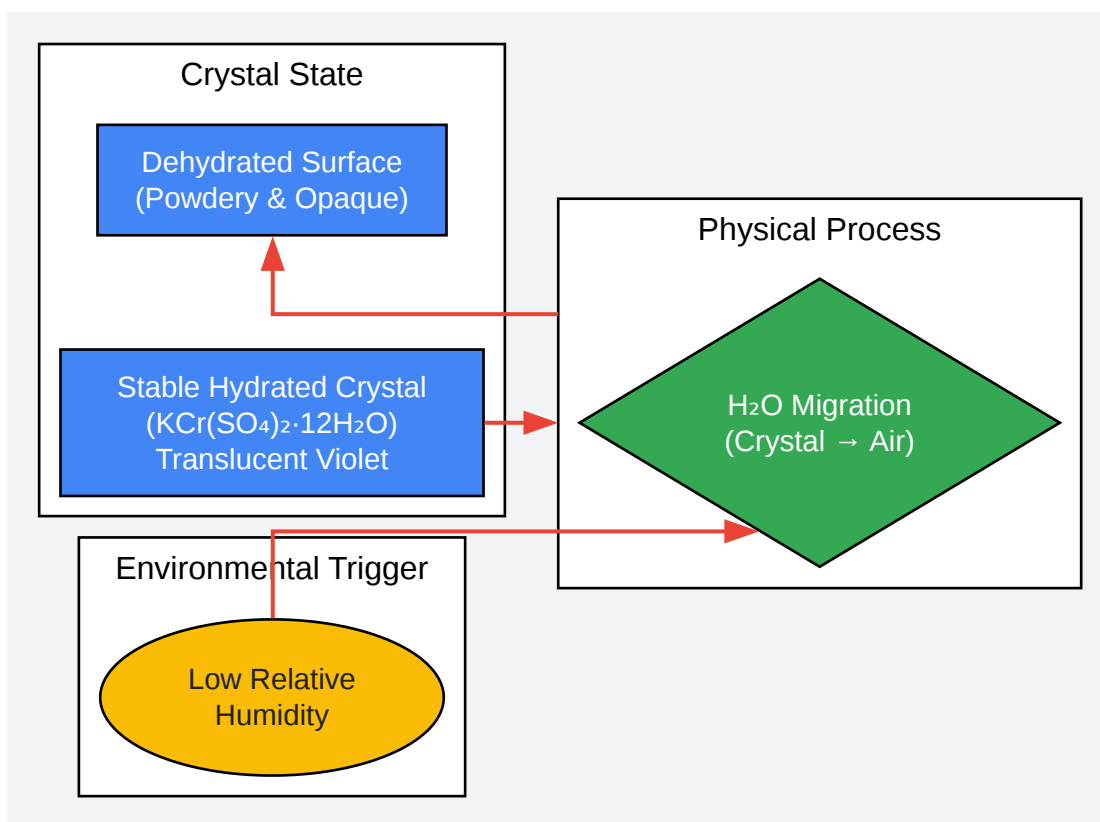 Crystal State
Dehydrated Surface
(Powdery & Opaque)
Stable Hydrated Crystal
(KCr(SO₄)₂·12H₂O)
Translucent Violet
Physical Process
H₂O Migration
(Crystal → Air)
Environmental Trigger
Low Relative
Humidity